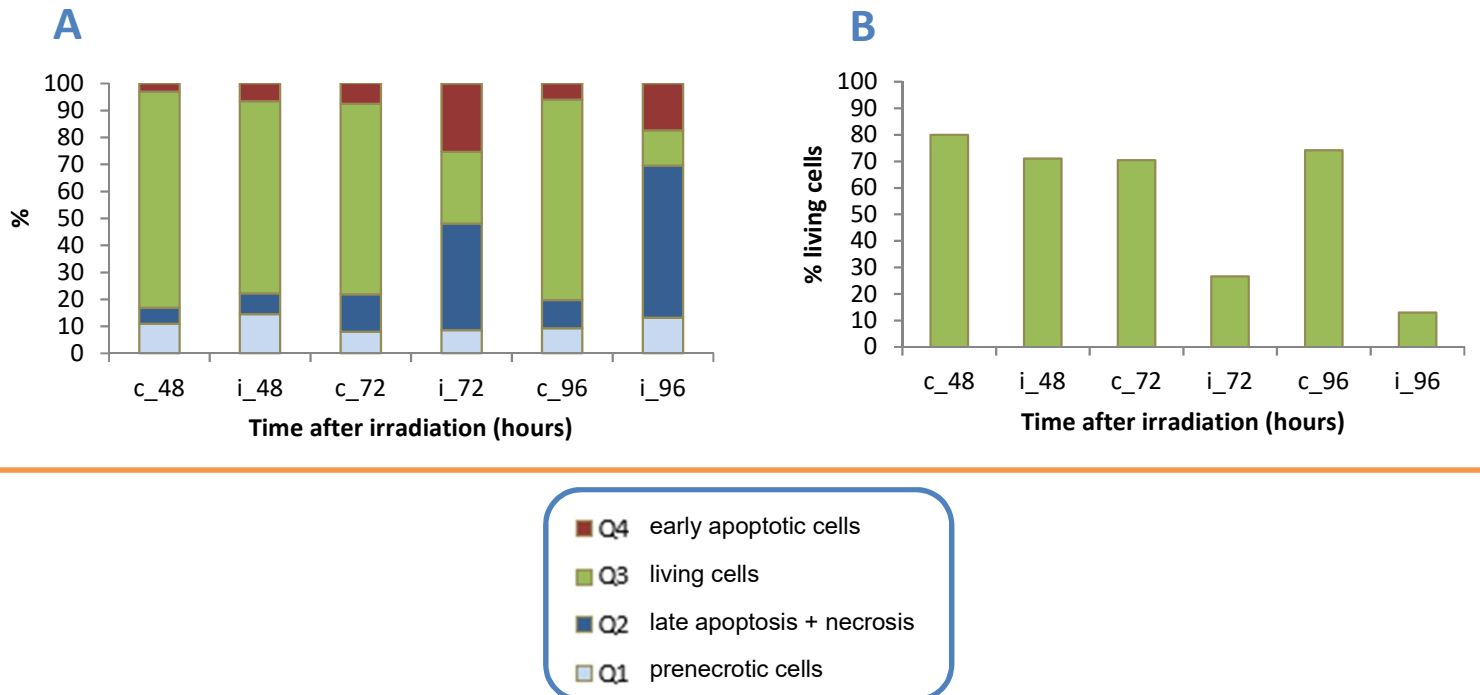 A
B
100
90
80
70
60
50
40
30
20
10
0
%
c_48 i_48 c_72 i_72 c_96 i_96
Time after irradiation (hours)
100
90
80
70
60
50
40
30
20
10
0
% living cells
c_48 i_48 c_72 i_72 c_96 i_96
Time after irradiation (hours)
Q4 early apoptotic cells
Q3 living cells
Q2 late apoptosis + necrosis
Q1 prenecrotic cells